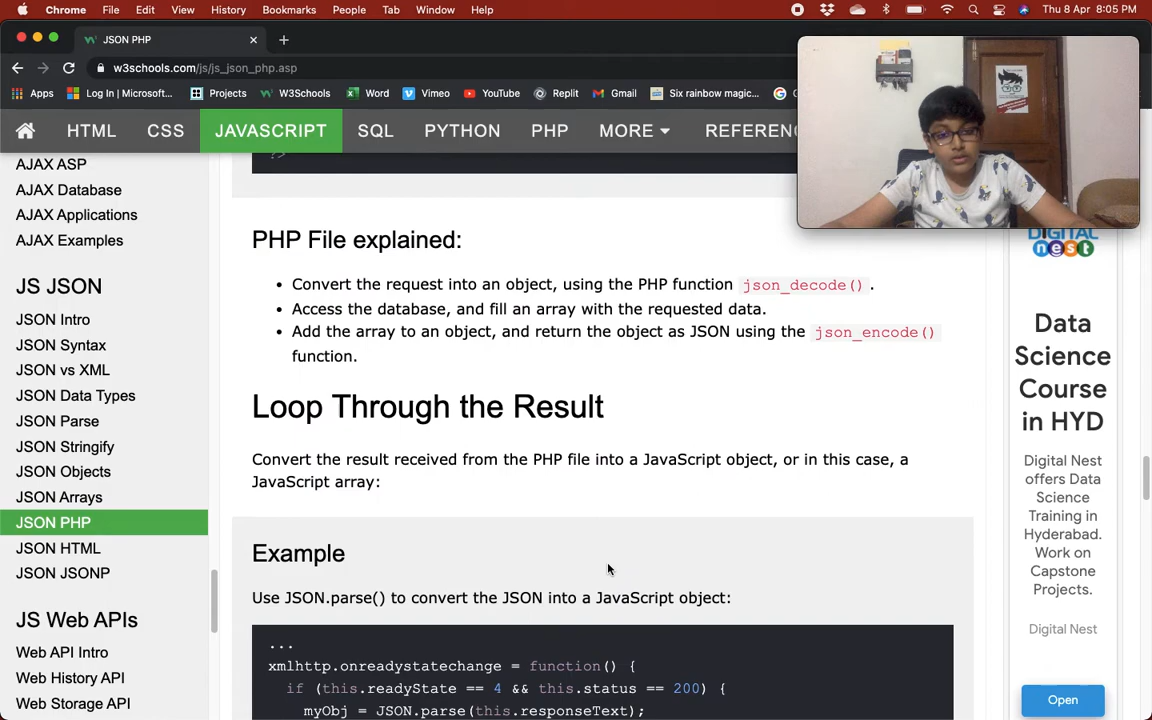 Chrome File Edit View History Bookmarks People Tab Window Help Thu 8 Apr 8:05 PM
JSON PHP
w3schools.com/js/js_json_php.asp
Apps Log In | Microsoft... Projects W3Schools Word Vimeo YouTube Replit Gmail Six rainbow magic...
HTML CSS JAVASCRIPT SQL PYTHON PHP MORE REFERENC
AJAX ASP
AJAX Database
AJAX Applications
AJAX Examples
JS JSON
JSON Intro
JSON Syntax
JSON vs XML
JSON Data Types
JSON Parse
JSON Stringify
JSON Objects
JSON Arrays
JSON PHP
JSON HTML
JSON JSONP
JS Web APIs
Web API Intro
Web History API
Web Storage API
?>
PHP File explained:
• Convert the request into an object, using the PHP function json_decode().
• Access the database, and fill an array with the requested data.
• Add the array to an object, and return the object as JSON using the json_encode()
function.
Loop Through the Result
Convert the result received from the PHP file into a JavaScript object, or in this case, a
JavaScript array:
Example
Use JSON.parse() to convert the JSON into a JavaScript object:
...
xmlhttp.onreadystatechange = function() {
if (this.readyState == 4 && this.status == 200) {
myObj = JSON.parse(this.responseText);
DIGITAL
nest
Data
Science
Course
in HYD
Digital Nest
offers Data
Science
Training in
Hyderabad.
Work on
Capstone
Projects.
Digital Nest
Open